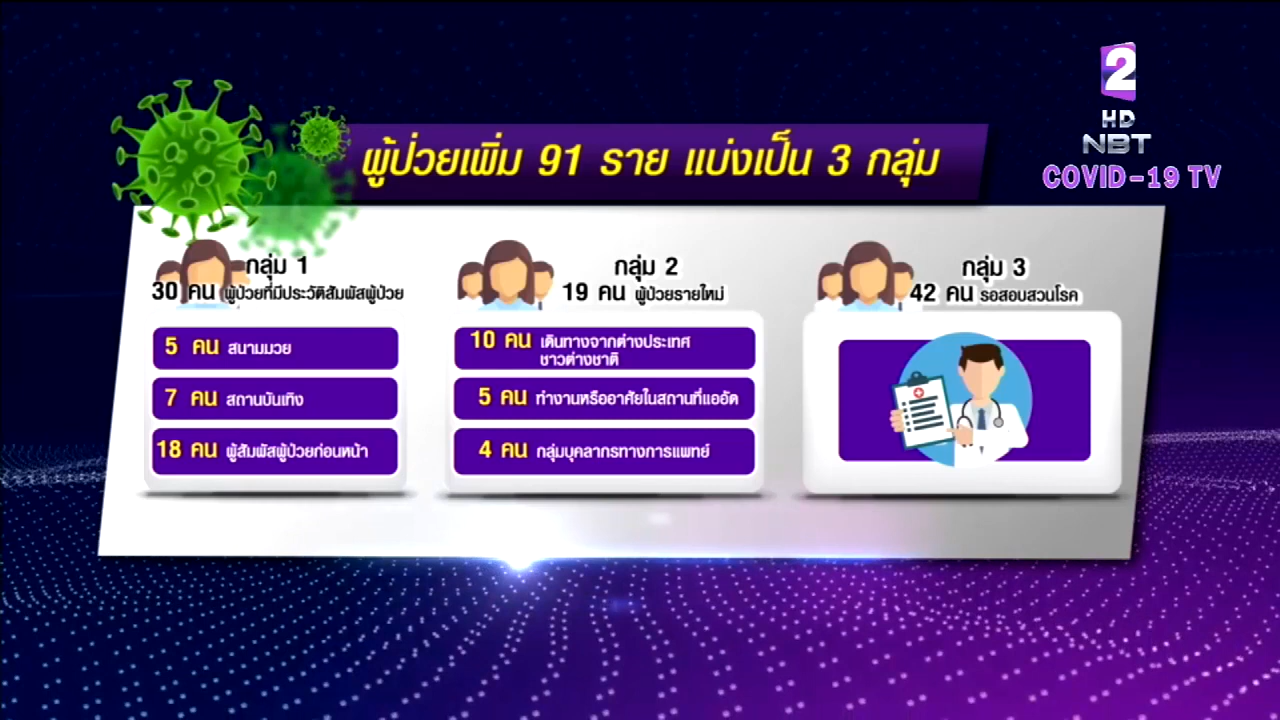 2
HD
NBT
COVID-19 TV
ผู้ป่วยเพิ่ม 91 ราย แบ่งเป็น 3 กลุ่ม
กลุ่ม 1
30 คน ผู้ป่วยที่มีประวัติสัมผัสผู้ป่วย
5 คน สนามมวย
7 คน สถานบันเทิง
18 คน ผู้สัมผัสผู้ป่วยก่อนหน้า
กลุ่ม 2
19 คน ผู้ป่วยรายใหม่
10 คน เดินทางจากต่างประเทศ
ชาวต่างชาติ
5 คน ทำงานหรืออาศัยในสถานที่แออัด
4 คน กลุ่มบุคลากรทางการแพทย์
กลุ่ม 3
42 คน รอสอบสวนโรค